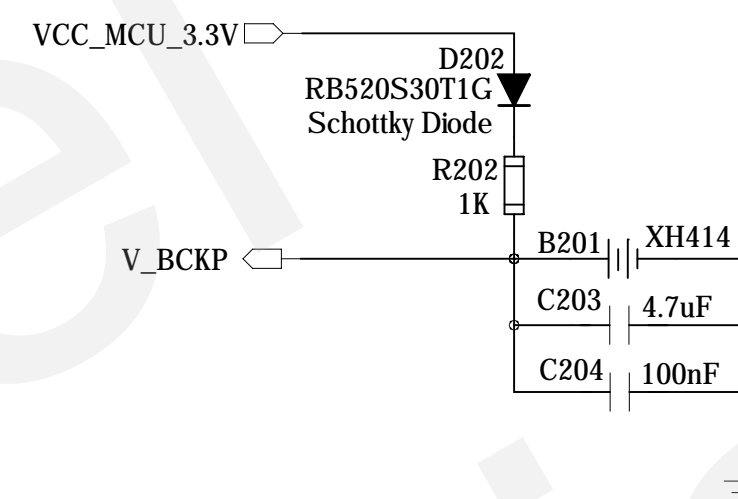 VCC_MCU_3.3V
D202
RB520S30T1G
Schottky Diode
R202
1K
V_BCKP
B201 XH414
C203 4.7uF
C204 100nF